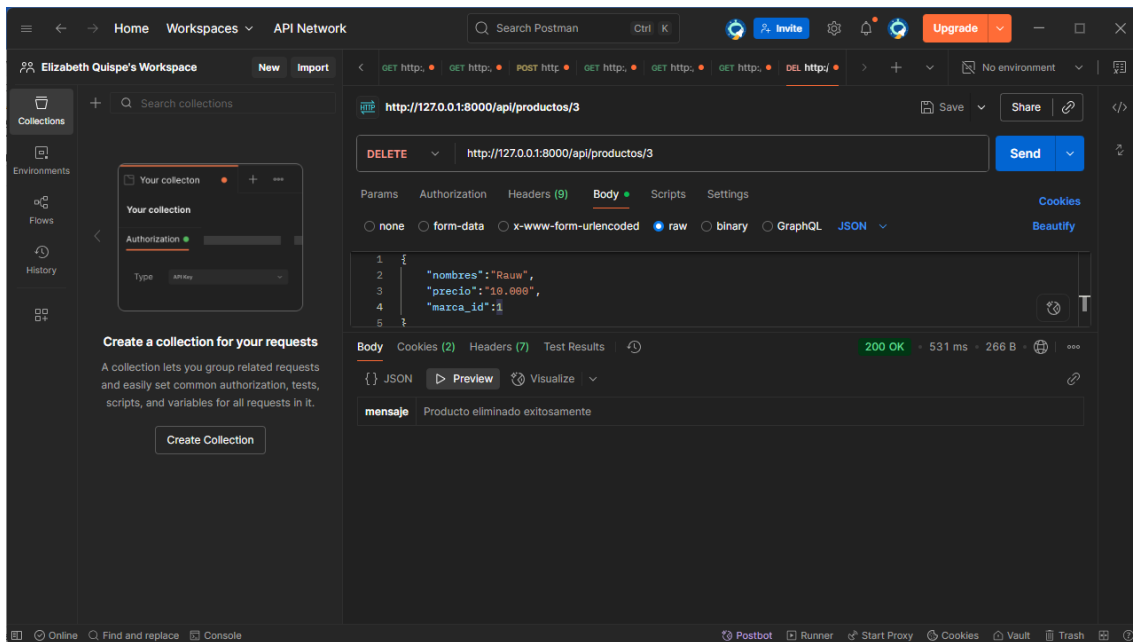 Home Workspaces API Network Search Postman Ctrl K Invite Upgrade
Elizabeth Quispe's Workspace New Import
GET http:, GET http:, POST http GET http:, GET http:, GET http:, DEL http:/ No environment
Collections
Environments
Flows
History
Search collections
Your collecton
Your collection
Authorization
Type API Key
Create a collection for your requests
A collection lets you group related requests
and easily set common authorization, tests,
scripts, and variables for all requests in it.
Create Collection
HTTP http://127.0.0.1:8000/api/productos/3 Save Share
DELETE http://127.0.0.1:8000/api/productos/3 Send
Params Authorization Headers (9) Body Scripts Settings Cookies
none form-data x-www-form-urlencoded raw binary GraphQL JSON Beautify
1 {
2 "nombres":"Rauw",
3 "precio":"10.000",
4 "marca_id":1
5 }
Body Cookies (2) Headers (7) Test Results 200 OK 531 ms 266 B
{ } JSON Preview Visualize
mensaje Producto eliminado exitosamente
Online Find and replace Console Postbot Runner Start Proxy Cookies Vault Trash